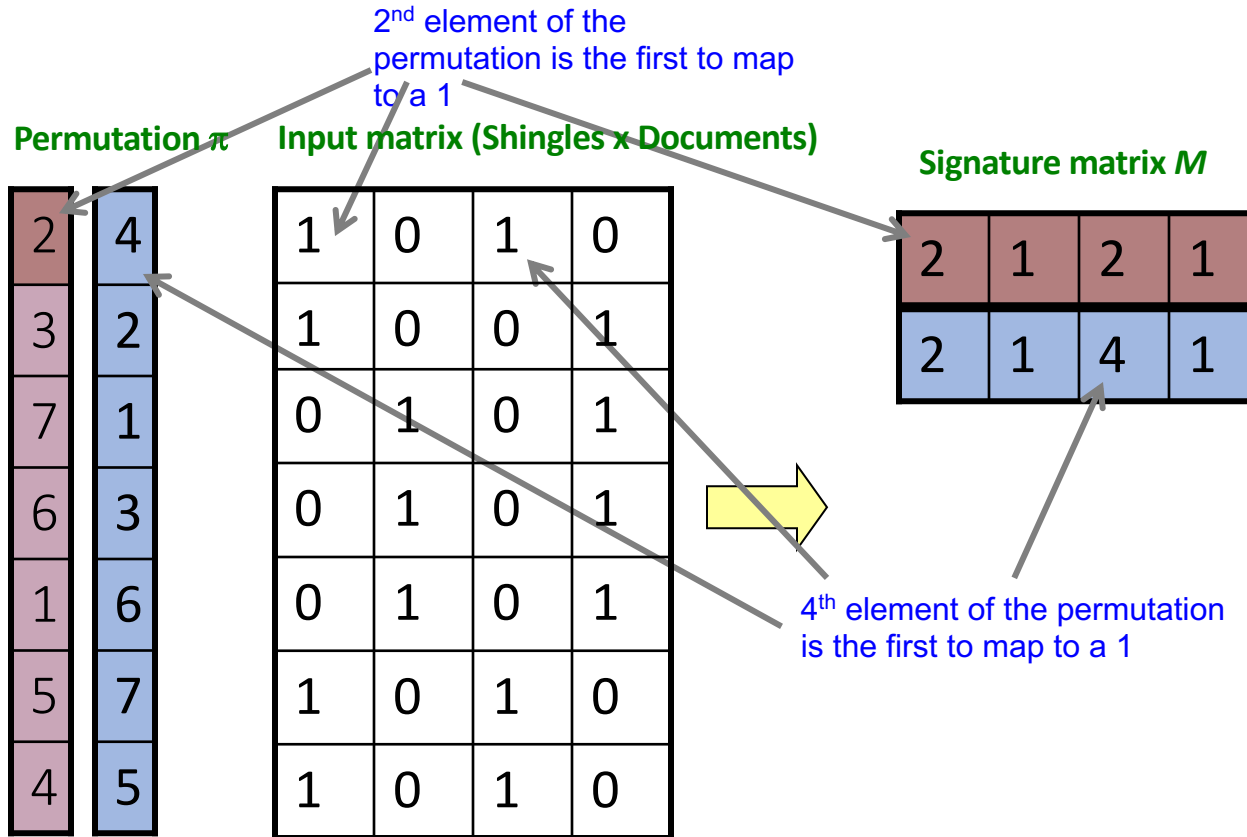 2nd element of the
permutation is the first to map
to a 1
Permutation π
Input matrix (Shingles x Documents)
Signature matrix M
2 4 1 0 1 0
3 2 1 0 0 1
7 1 0 1 0 1
6 3 0 1 0 1
1 6 0 1 0 1
5 7 1 0 1 0
4 5 1 0 1 0
2 1 2 1
2 1 4 1
4th element of the permutation
is the first to map to a 1